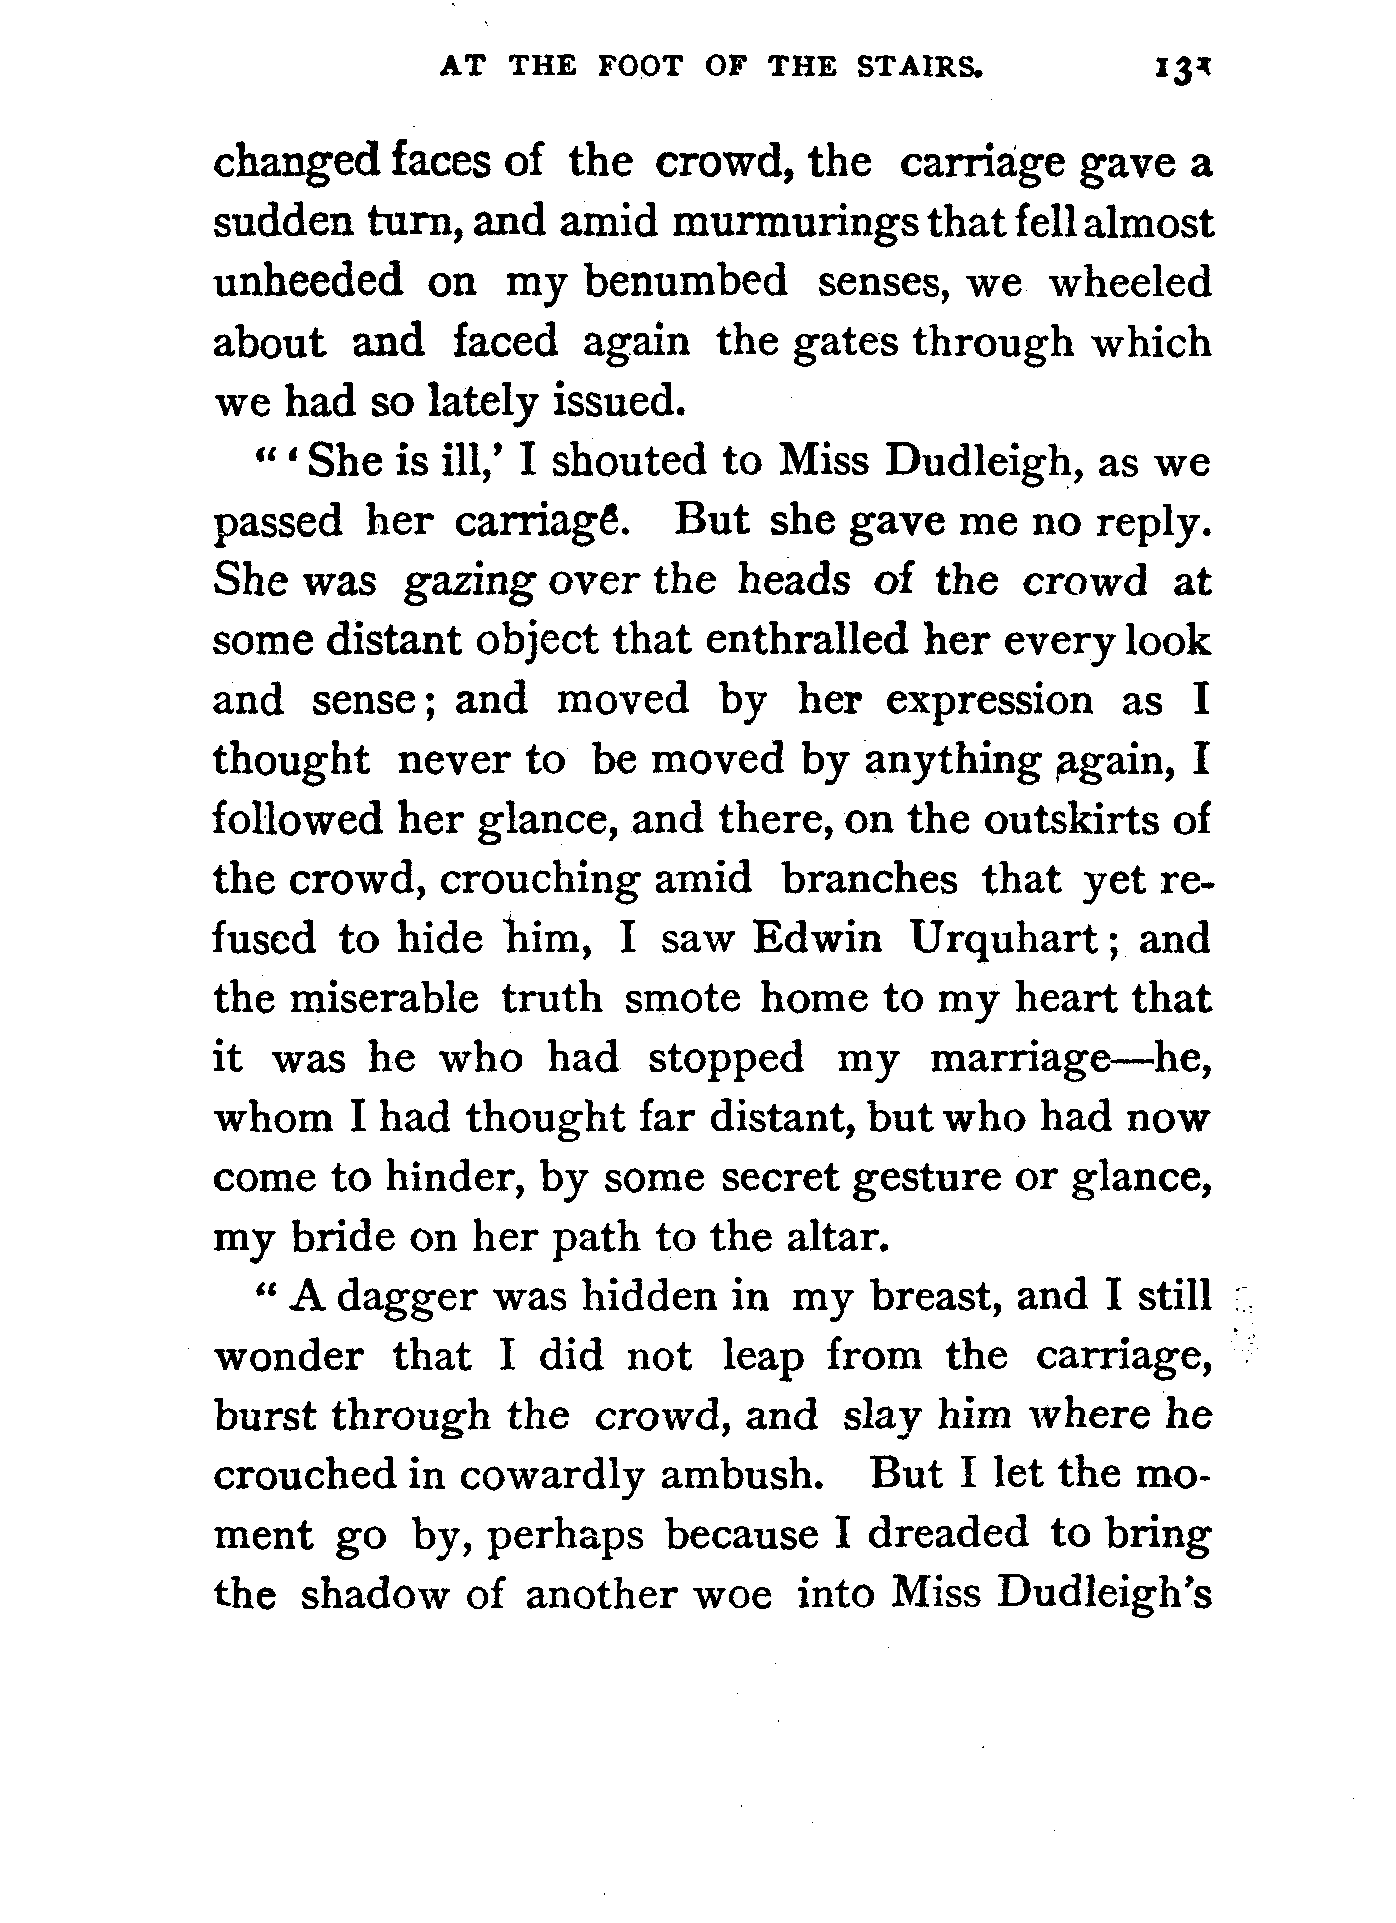 AT THE FOOT OF THE STAIRS. 131
changed faces of the crowd, the carriage gave a
sudden turn, and amid murmurings that fell almost
unheeded on my benumbed senses, we wheeled
about and faced again the gates through which
we had so lately issued.
“ ‘ She is ill,’ I shouted to Miss Dudleigh, as we
passed her carriage. But she gave me no reply.
She was gazing over the heads of the crowd at
some distant object that enthralled her every look
and sense ; and moved by her expression as I
thought never to be moved by anything again, I
followed her glance, and there, on the outskirts of
the crowd, crouching amid branches that yet re-
fused to hide him, I saw Edwin Urquhart ; and
the miserable truth smote home to my heart that
it was he who had stopped my marriage—he,
whom I had thought far distant, but who had now
come to hinder, by some secret gesture or glance,
my bride on her path to the altar.
“ A dagger was hidden in my breast, and I still
wonder that I did not leap from the carriage,
burst through the crowd, and slay him where he
crouched in cowardly ambush. But I let the mo-
ment go by, perhaps because I dreaded to bring
the shadow of another woe into Miss Dudleigh’s